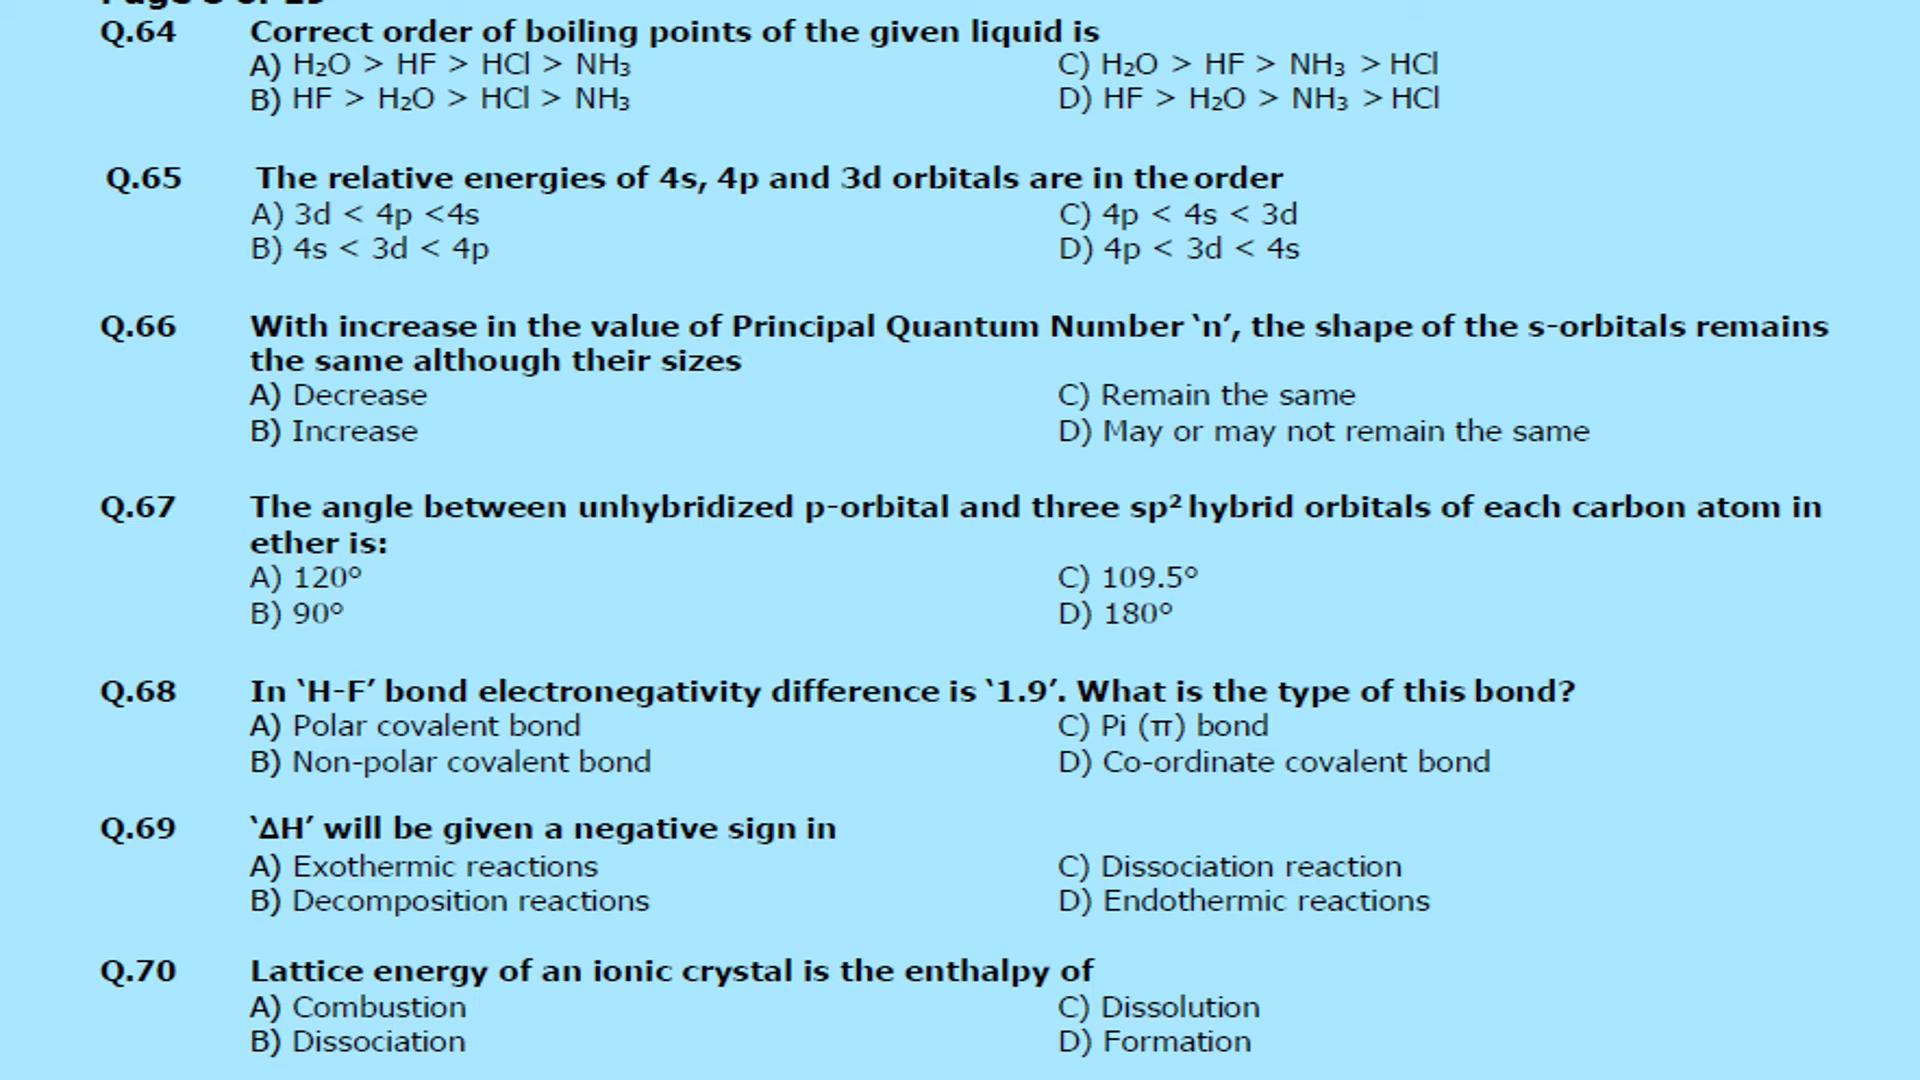 Q.64 Correct order of boiling points of the given liquid is
A) H₂O > HF > HCl > NH₃ C) H₂O > HF > NH₃ > HCl
B) HF > H₂O > HCl > NH₃ D) HF > H₂O > NH₃ > HCl
Q.65 The relative energies of 4s, 4p and 3d orbitals are in the order
A) 3d < 4p <4s C) 4p < 4s < 3d
B) 4s < 3d < 4p D) 4p < 3d < 4s
Q.66 With increase in the value of Principal Quantum Number ‘n’, the shape of the s-orbitals remains
the same although their sizes
A) Decrease C) Remain the same
B) Increase D) May or may not remain the same
Q.67 The angle between unhybridized p-orbital and three sp² hybrid orbitals of each carbon atom in
ether is:
A) 120° C) 109.5°
B) 90° D) 180°
Q.68 In ‘H-F’ bond electronegativity difference is ‘1.9’. What is the type of this bond?
A) Polar covalent bond C) Pi (π) bond
B) Non-polar covalent bond D) Co-ordinate covalent bond
Q.69 ‘ΔH’ will be given a negative sign in
A) Exothermic reactions C) Dissociation reaction
B) Decomposition reactions D) Endothermic reactions
Q.70 Lattice energy of an ionic crystal is the enthalpy of
A) Combustion C) Dissolution
B) Dissociation D) Formation